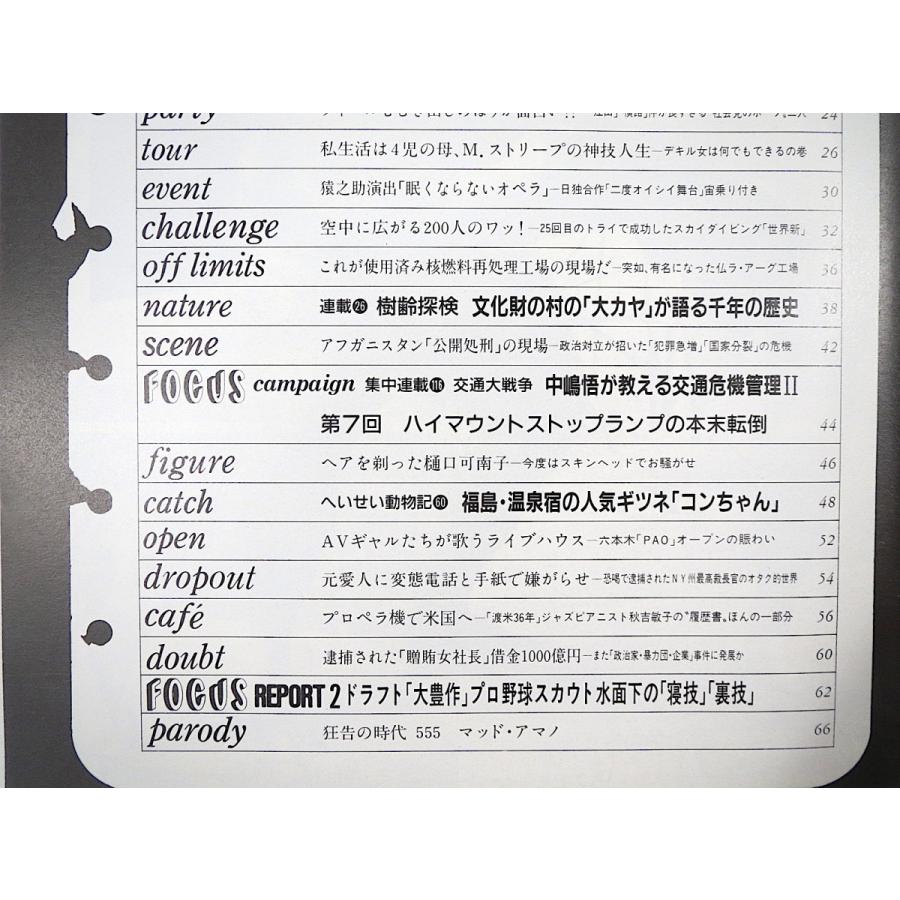 party 24
tour 私生活は4児の母、M.ストリープの神技人生—デキル女は何でもできるの巻 26
event 猿之助演出「眠くならないオペラ」—日独合作「二度オイシイ舞台」宙乗り付き 30
challenge 空中に広がる200人のワッ!—25回目のトライで成功したスカイダイビング「世界新」 32
off limits これが使用済み核燃料再処理工場の現場だ—突如、有名になった仏ラ・アーグ工場 36
nature 連載㉖ 樹齢探検 文化財の村の「大カヤ」が語る千年の歴史 38
scene アフガニスタン「公開処刑」の現場—政治対立が招いた「犯罪急増」「国家分裂」の危機 42
FOCUS campaign 集中連載⓰ 交通大戦争 中嶋悟が教える交通危機管理II
第7回 ハイマウントストップランプの本末転倒 44
figure ヘアを剃った樋口可南子—今度はスキンヘッドでお騒がせ 46
catch へいせい動物記60 福島・温泉宿の人気ギツネ「コンちゃん」 48
open AVギャルたちが歌うライブハウス—六本木「PAO」オープンの賑わい 52
dropout 元愛人に変態電話と手紙で嫌がらせ—恐喝で逮捕されたNY州最高裁長官のオタク的世界 54
café プロペラ機で米国へ—「渡米36年」ジャズピアニスト秋吉敏子の〝履歴書〟ほんの一部分 56
doubt 逮捕された「贈賄女社長」借金1000億円—また「政治家・暴力団・企業」事件に発展か 60
FOCUS REPORT 2 ドラフト「大豊作」プロ野球スカウト水面下の「寝技」「裏技」 62
parody 狂告の時代 555 マッド・アマノ 66